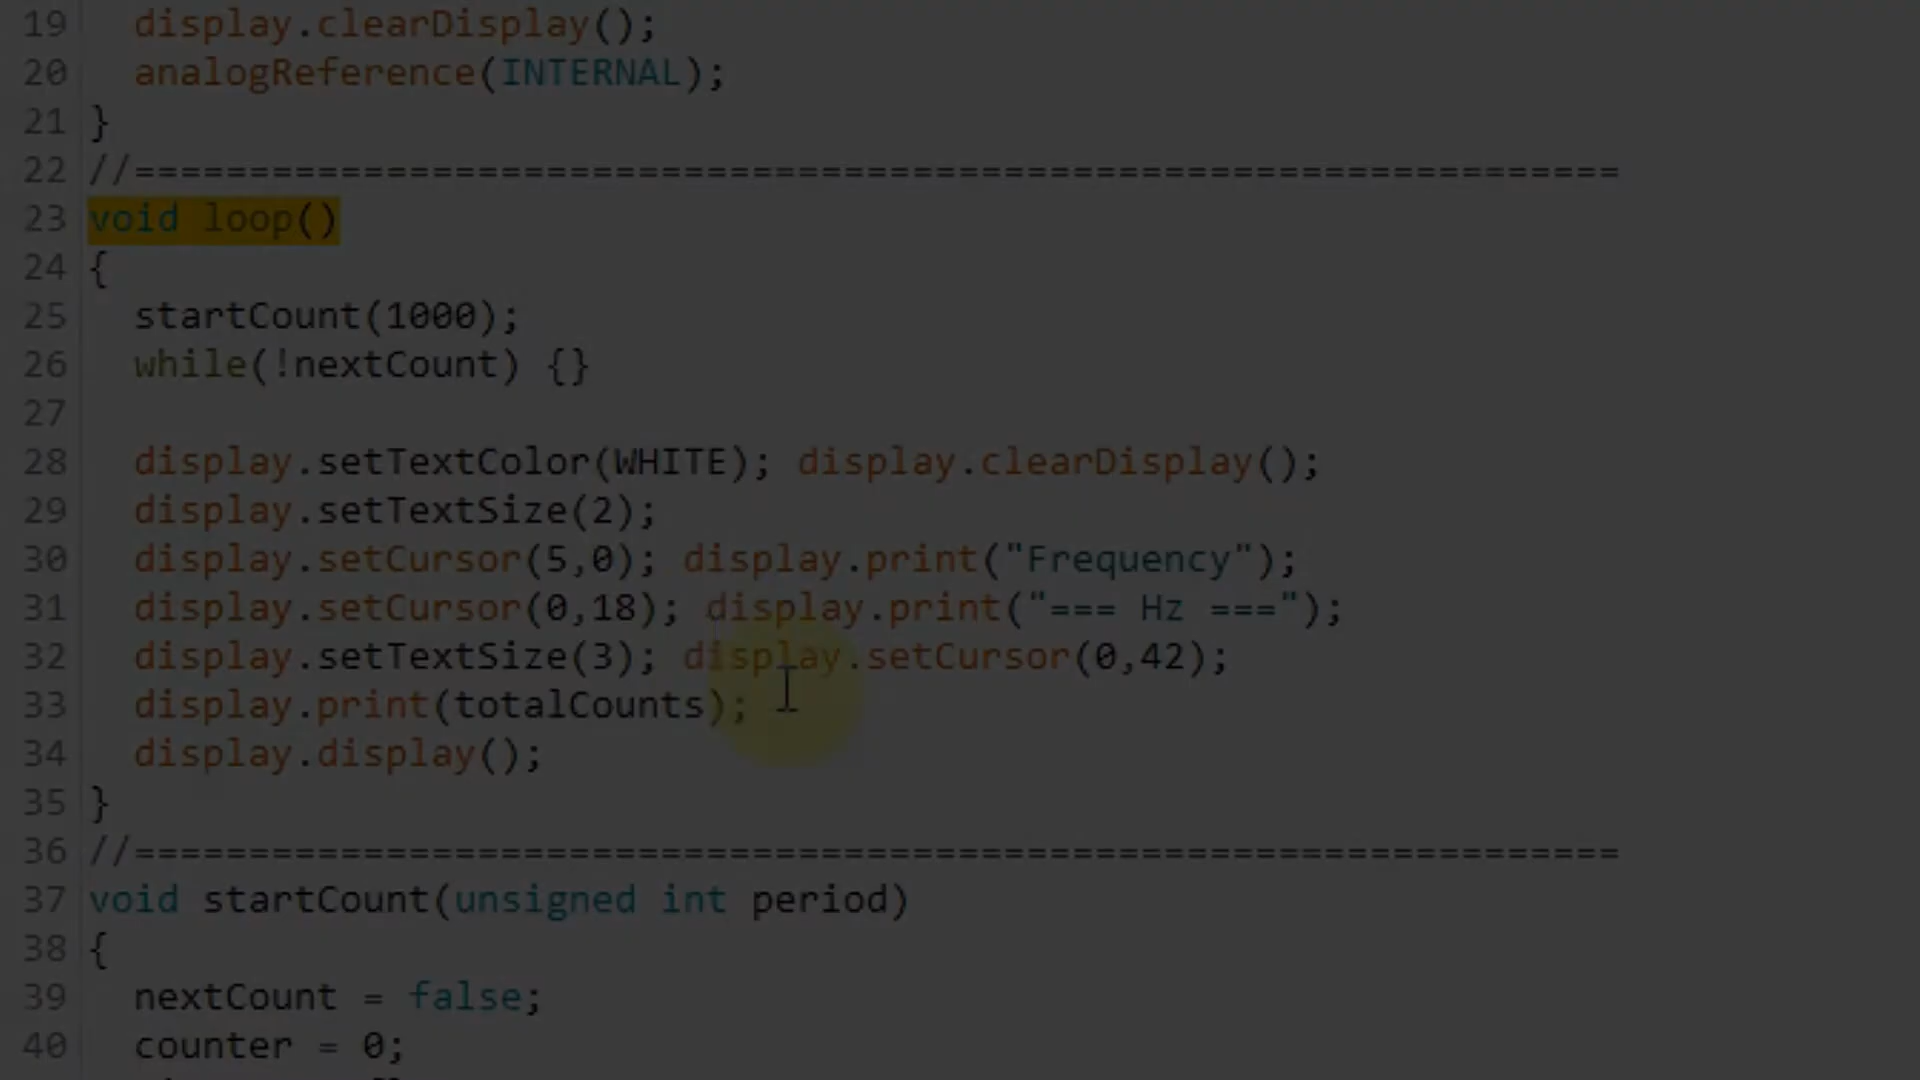 19 display.clearDisplay();
20 analogReference(INTERNAL);
21 }
22 //=================================================================
23 void loop()
24 {
25 startCount(1000);
26 while(!nextCount) {}
27
28 display.setTextColor(WHITE); display.clearDisplay();
29 display.setTextSize(2);
30 display.setCursor(5,0); display.print("Frequency");
31 display.setCursor(0,18); display.print("=== Hz ===");
32 display.setTextSize(3); display.setCursor(0,42);
33 display.print(totalCounts);
34 display.display();
35 }
36 //=================================================================
37 void startCount(unsigned int period)
38 {
39 nextCount = false;
40 counter = 0;